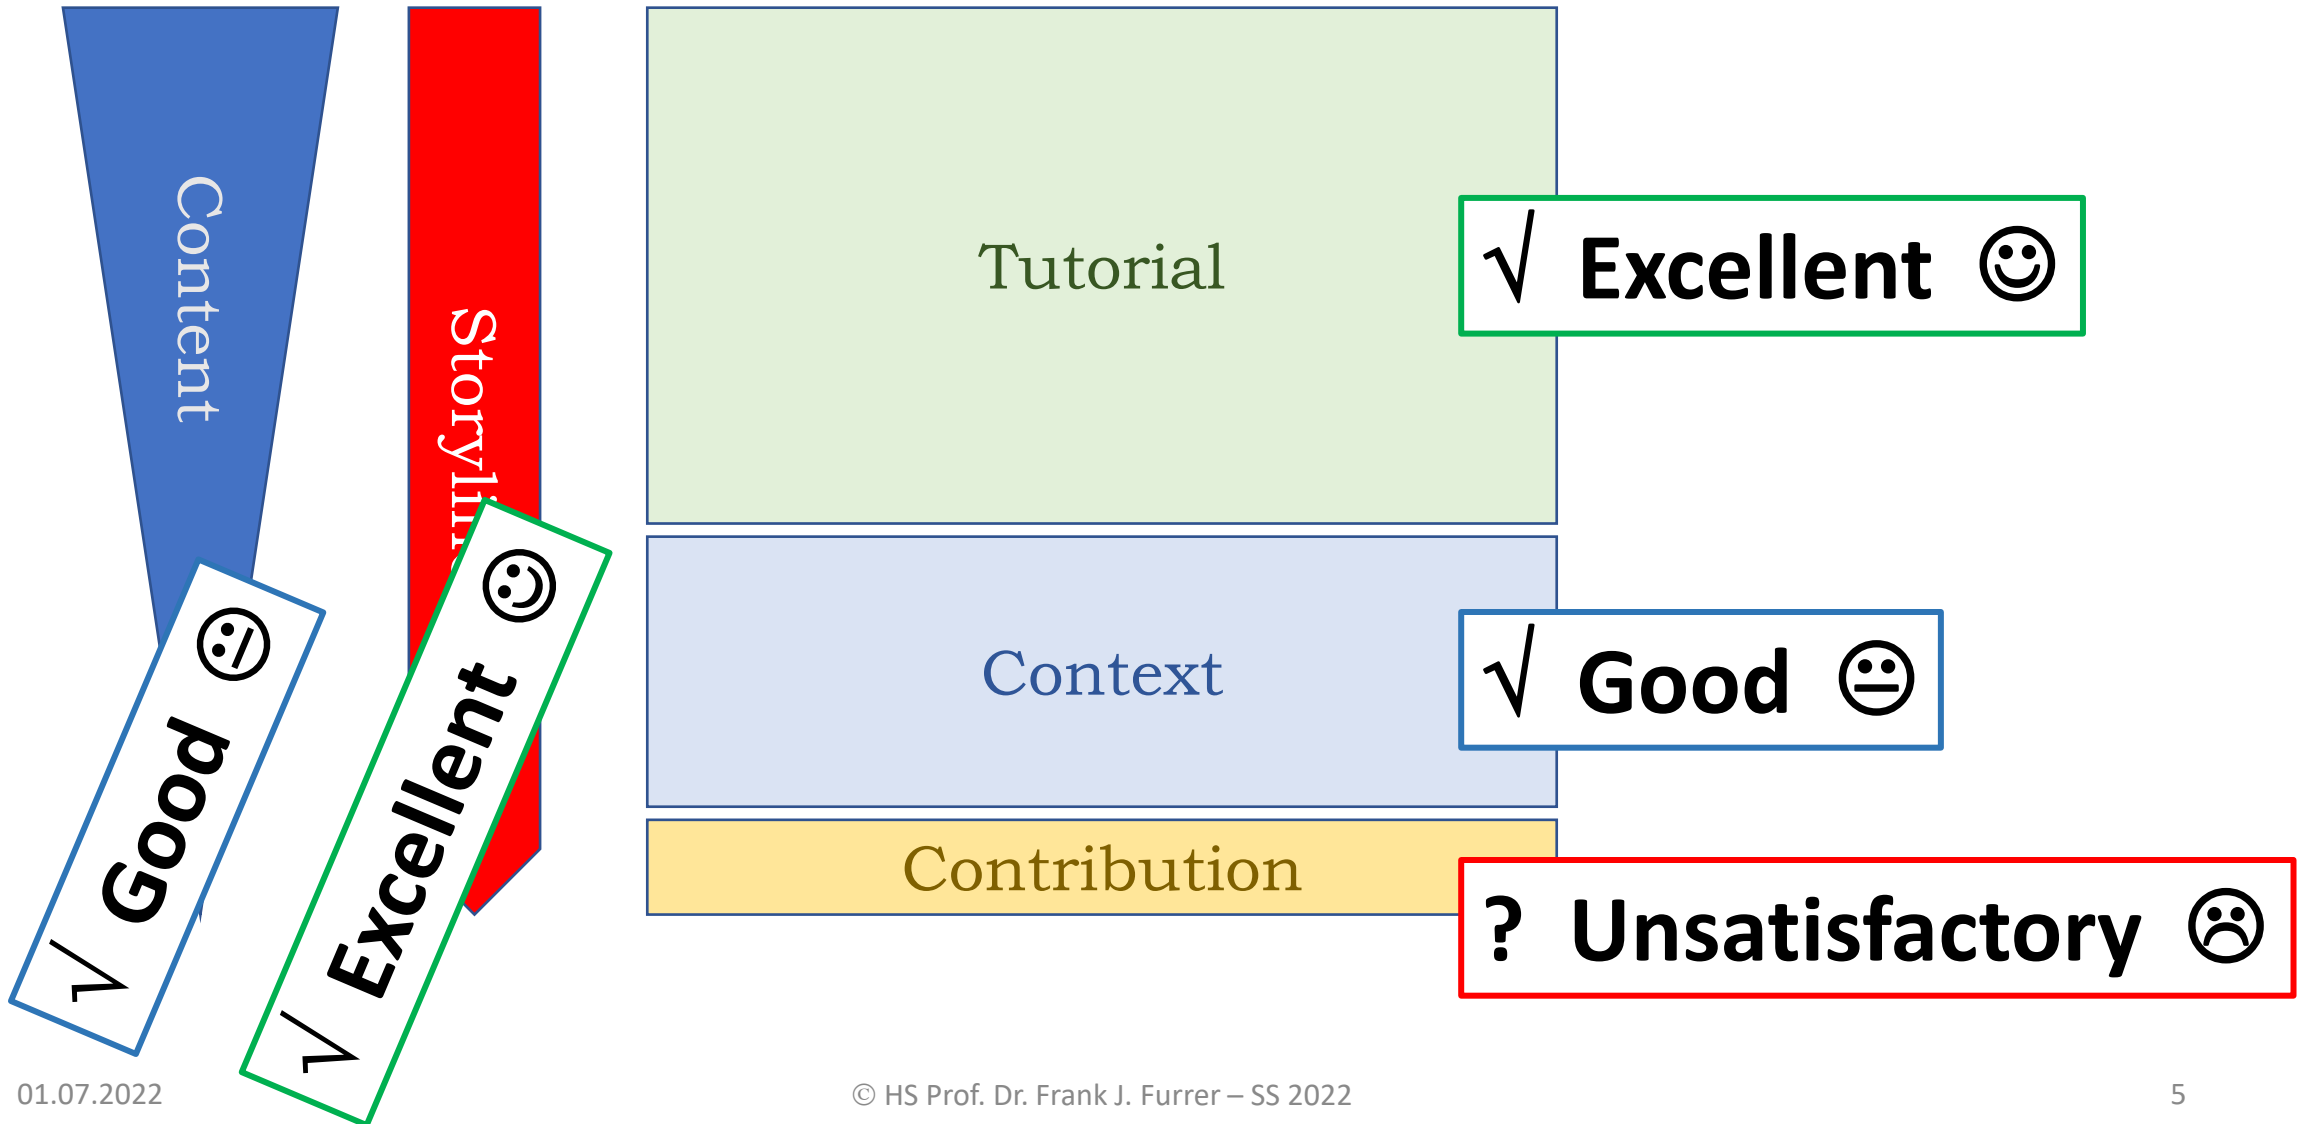 Content
√ Good 😐
Storyline
√ Excellent ☺
Tutorial
√ Excellent ☺
Context
√ Good 😐
Contribution
? Unsatisfactory ☹
01.07.2022
© HS Prof. Dr. Frank J. Furrer – SS 2022
5